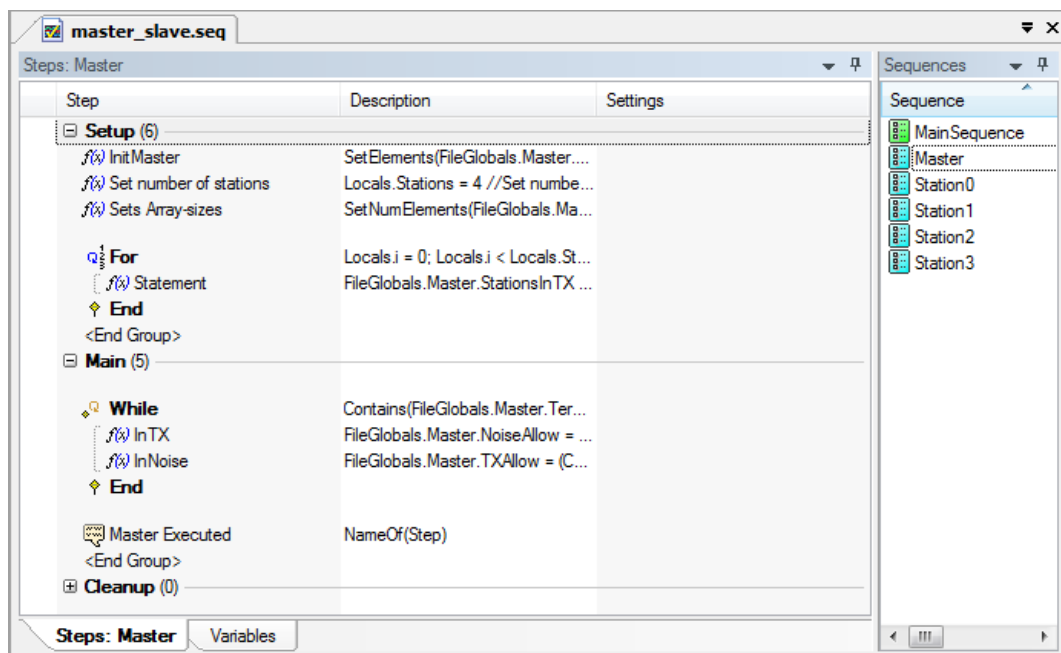 master_slave.seq
Steps: Master
Step Description Settings
Setup (6)
f(x) InitMaster SetElements(FileGlobals.Master....
f(x) Set number of stations Locals.Stations = 4 //Set numbe...
f(x) Sets Array-sizes SetNumElements(FileGlobals.Ma...
For Locals.i = 0; Locals.i < Locals.St...
f(x) Statement FileGlobals.Master.StationsInTX ...
End
<End Group>
Main (5)
While Contains(FileGlobals.Master.Ter...
f(x) InTX FileGlobals.Master.NoiseAllow = ...
f(x) InNoise FileGlobals.Master.TXAllow = (C...
End
Master Executed NameOf(Step)
<End Group>
Cleanup (0)
Steps: Master Variables
Sequences
Sequence
MainSequence
Master
Station0
Station1
Station2
Station3